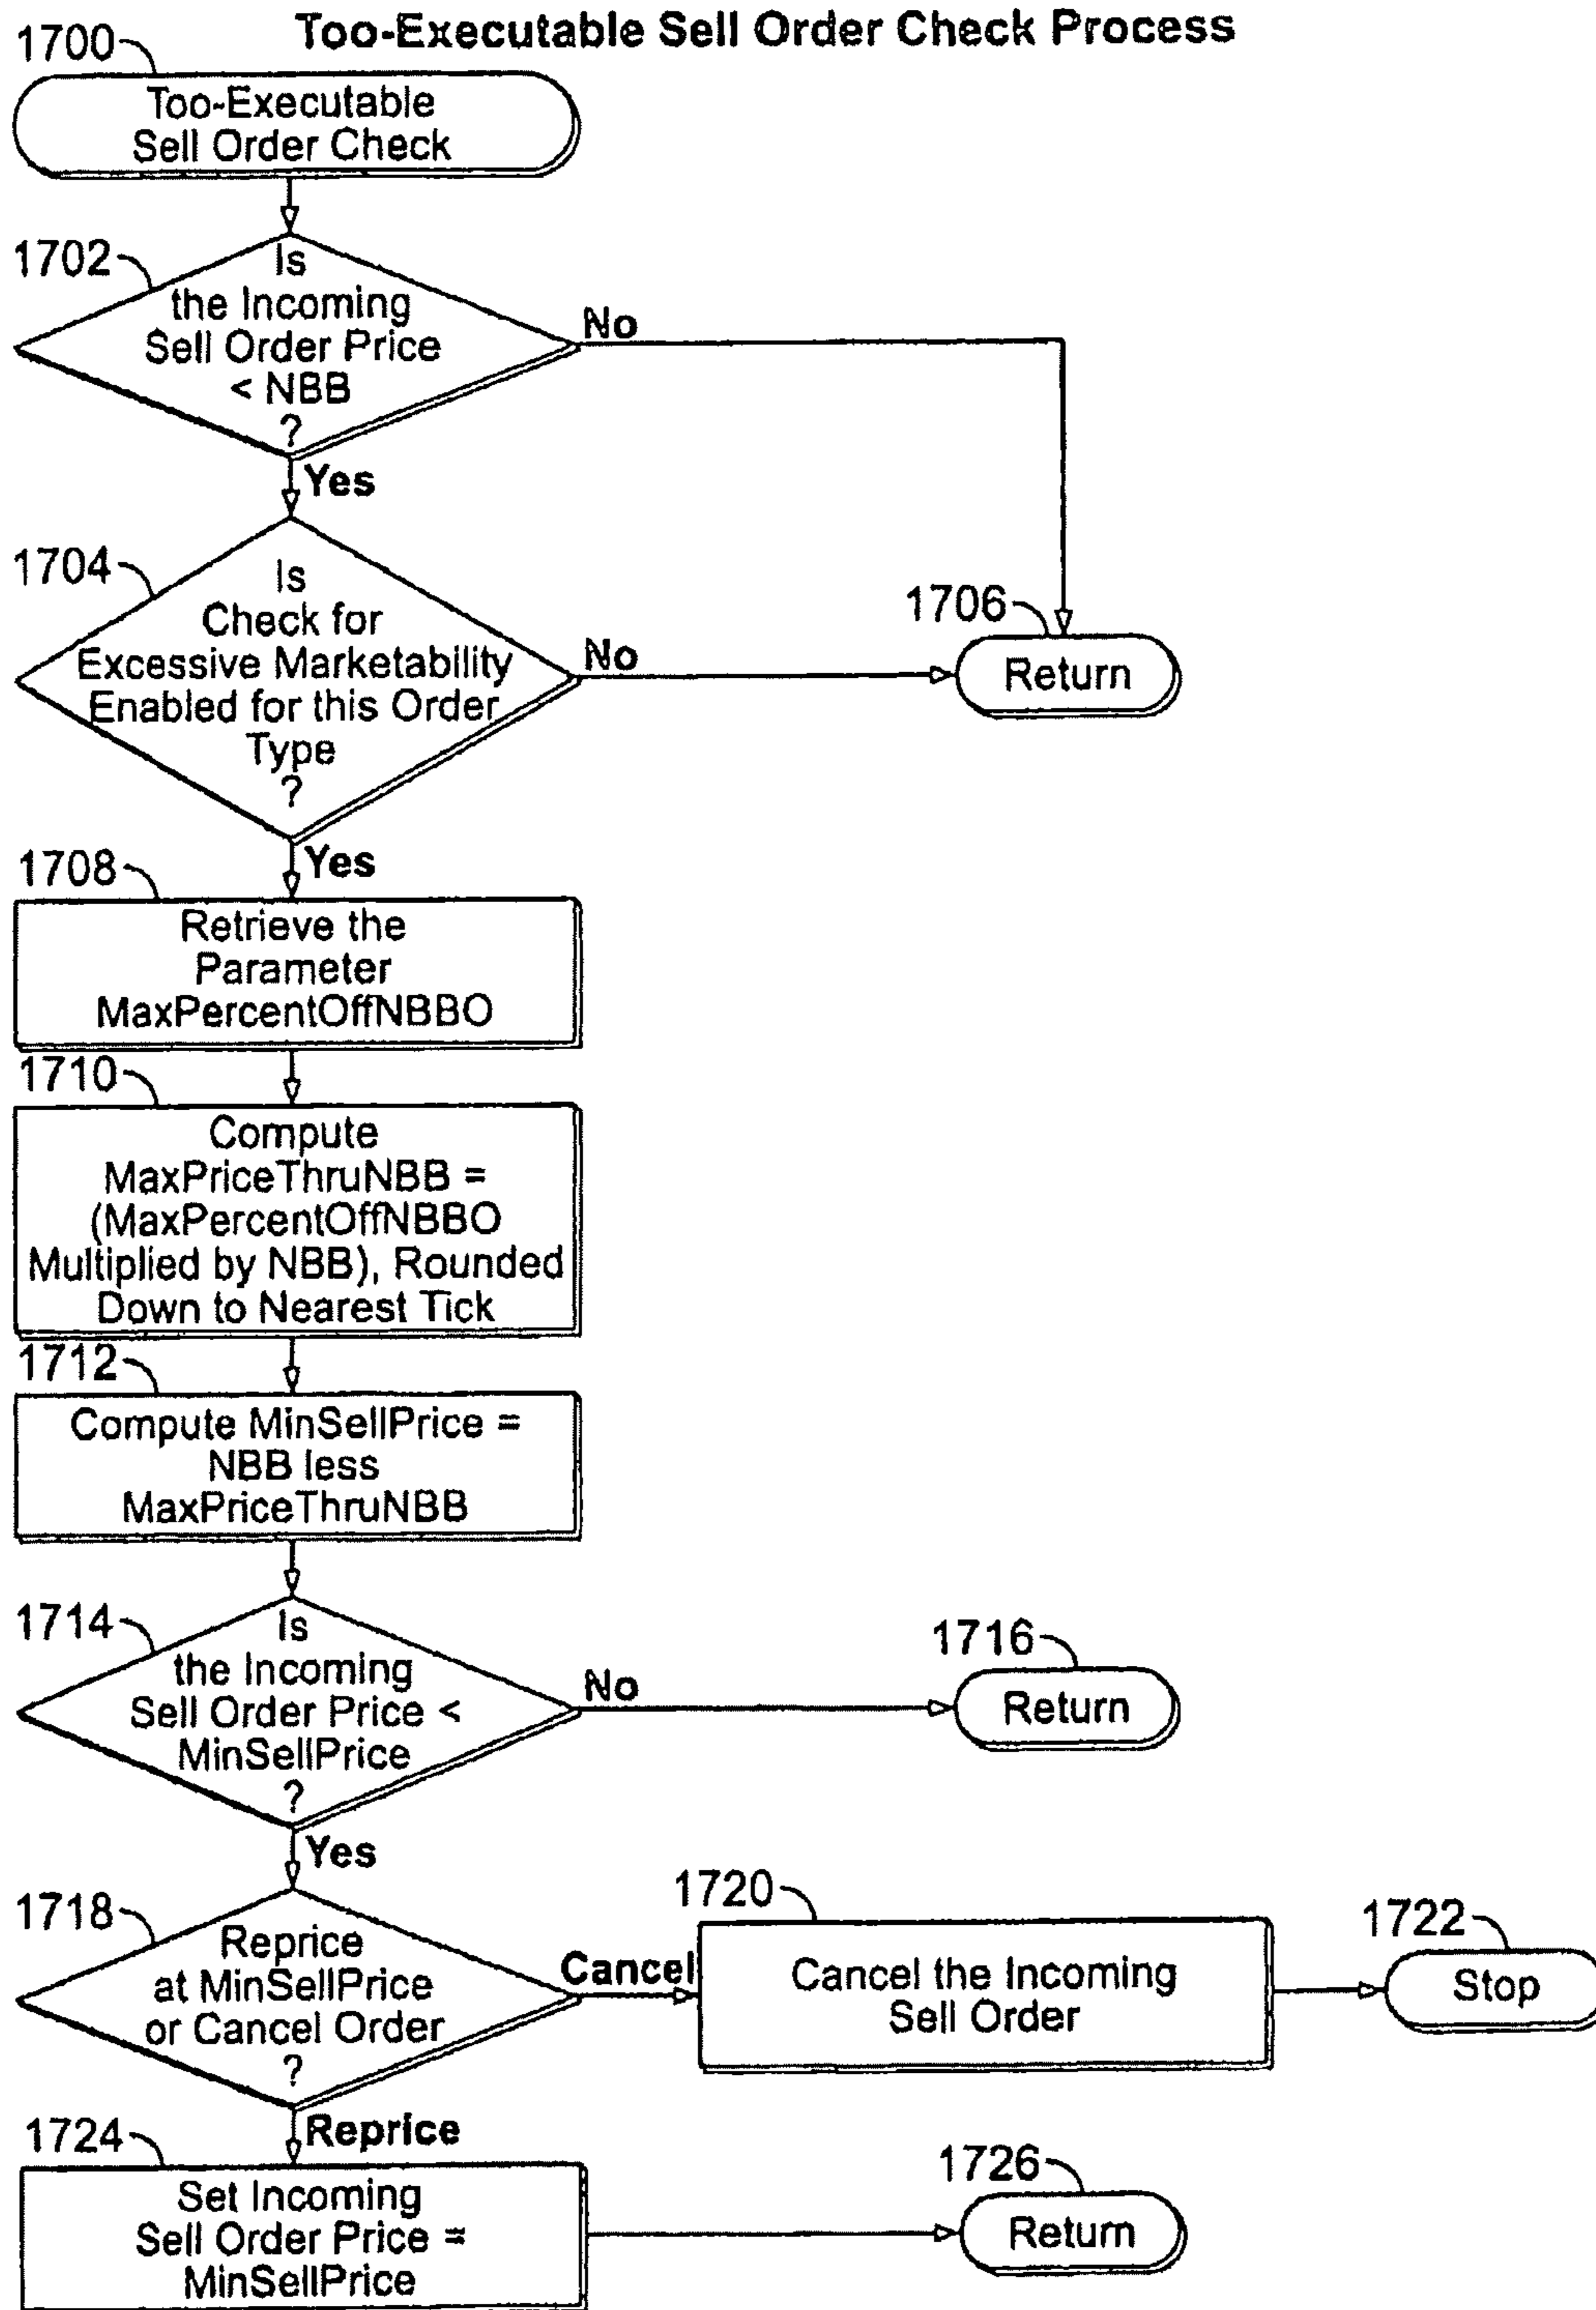 Too-Executable Sell Order Check Process
1700
Too-Executable
Sell Order Check
1702
Is
the Incoming
Sell Order Price
< NBB
?
No
Yes
1704
Is
Check for
Excessive Marketability
Enabled for this Order
Type
?
No
1706
Return
Yes
1708
Retrieve the
Parameter
MaxPercentOffNBBO
1710
Compute
MaxPriceThruNBB =
(MaxPercentOffNBBO
Multiplied by NBB), Rounded
Down to Nearest Tick
1712
Compute MinSellPrice =
NBB less
MaxPriceThruNBB
1714
Is
the Incoming
Sell Order Price <
MinSellPrice
?
No
1716
Return
Yes
1718
Reprice
at MinSellPrice
or Cancel Order
?
Cancel
1720
Cancel the Incoming
Sell Order
1722
Stop
Reprice
1724
Set Incoming
Sell Order Price =
MinSellPrice
1726
Return